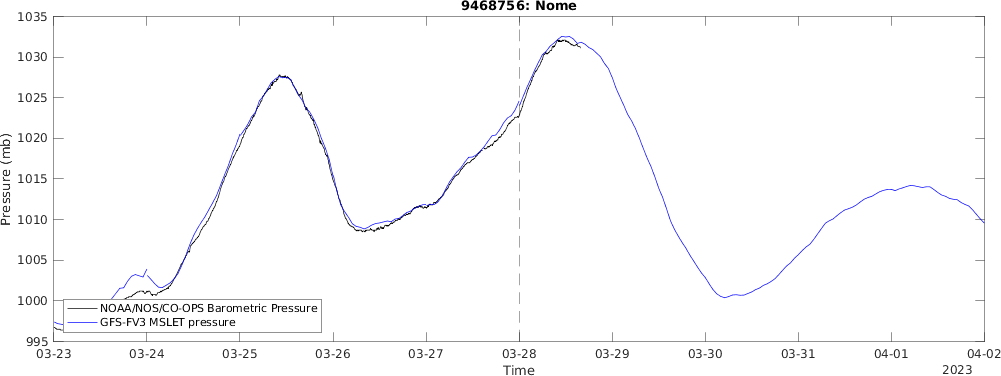 9468756: Nome
1035
1030
1025
1020
1015
1010
1005
1000
995
Pressure (mb)
NOAA/NOS/CO-OPS Barometric Pressure
GFS-FV3 MSLET pressure
03-23 03-24 03-25 03-26 03-27 03-28 03-29 03-30 03-31 04-01 04-02
Time
2023